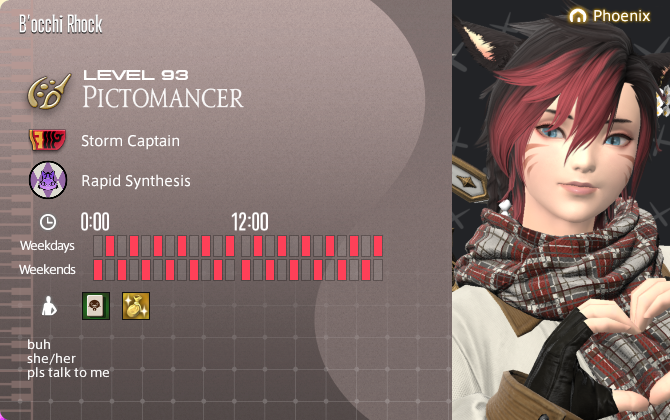 B'occhi Rhock
Phoenix
LEVEL 93
PICTOMANCER
Storm Captain
Rapid Synthesis
0:00 12:00
Weekdays
Weekends
buh
she/her
pls talk to me